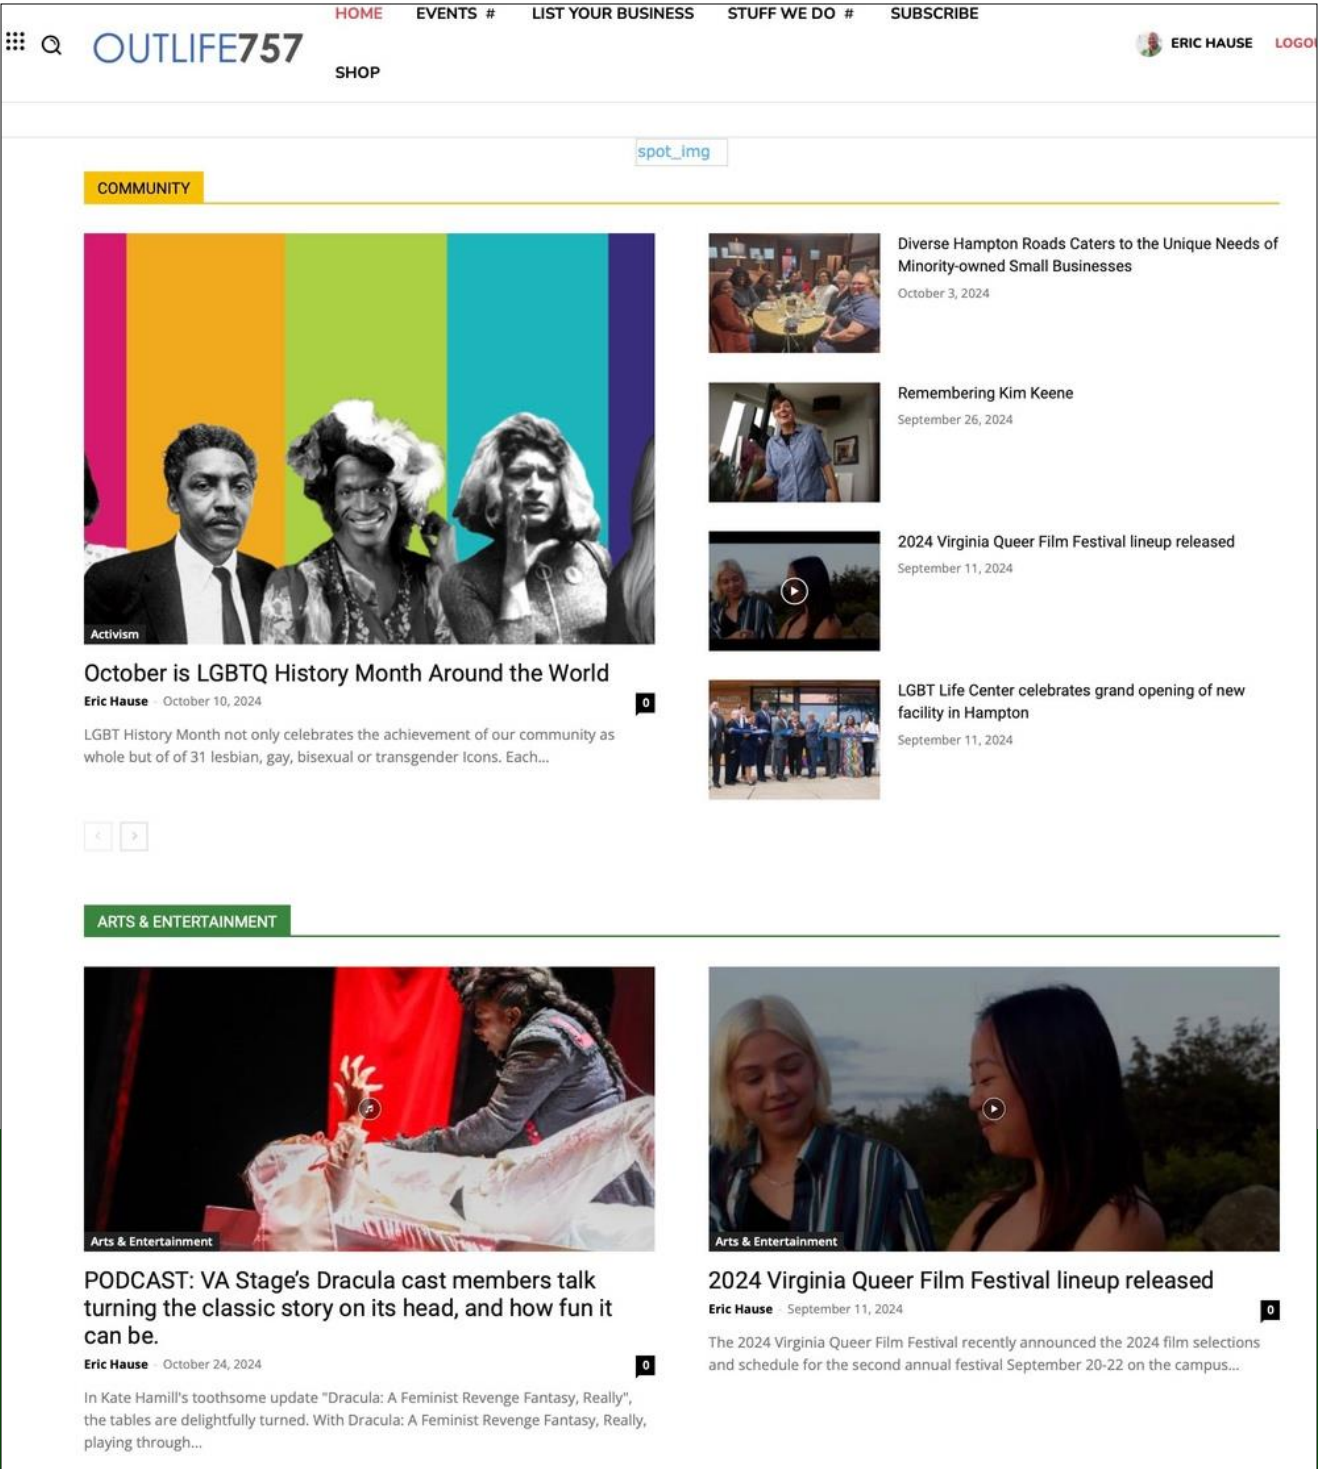 HOME EVENTS # LIST YOUR BUSINESS STUFF WE DO # SUBSCRIBE
OUTLIFE757
ERIC HAUSE LOGOU
SHOP
spot_img
COMMUNITY
Activism
October is LGBTQ History Month Around the World
Eric Hause - October 10, 2024 0
LGBT History Month not only celebrates the achievement of our community as
whole but of of 31 lesbian, gay, bisexual or transgender Icons. Each...
Diverse Hampton Roads Caters to the Unique Needs of
Minority-owned Small Businesses
October 3, 2024
Remembering Kim Keene
September 26, 2024
2024 Virginia Queer Film Festival lineup released
September 11, 2024
LGBT Life Center celebrates grand opening of new
facility in Hampton
September 11, 2024
ARTS & ENTERTAINMENT
Arts & Entertainment
PODCAST: VA Stage’s Dracula cast members talk
turning the classic story on its head, and how fun it
can be.
Eric Hause - October 24, 2024 0
In Kate Hamill's toothsome update "Dracula: A Feminist Revenge Fantasy, Really",
the tables are delightfully turned. With Dracula: A Feminist Revenge Fantasy, Really,
playing through...
Arts & Entertainment
2024 Virginia Queer Film Festival lineup released
Eric Hause - September 11, 2024 0
The 2024 Virginia Queer Film Festival recently announced the 2024 film selections
and schedule for the second annual festival September 20-22 on the campus...